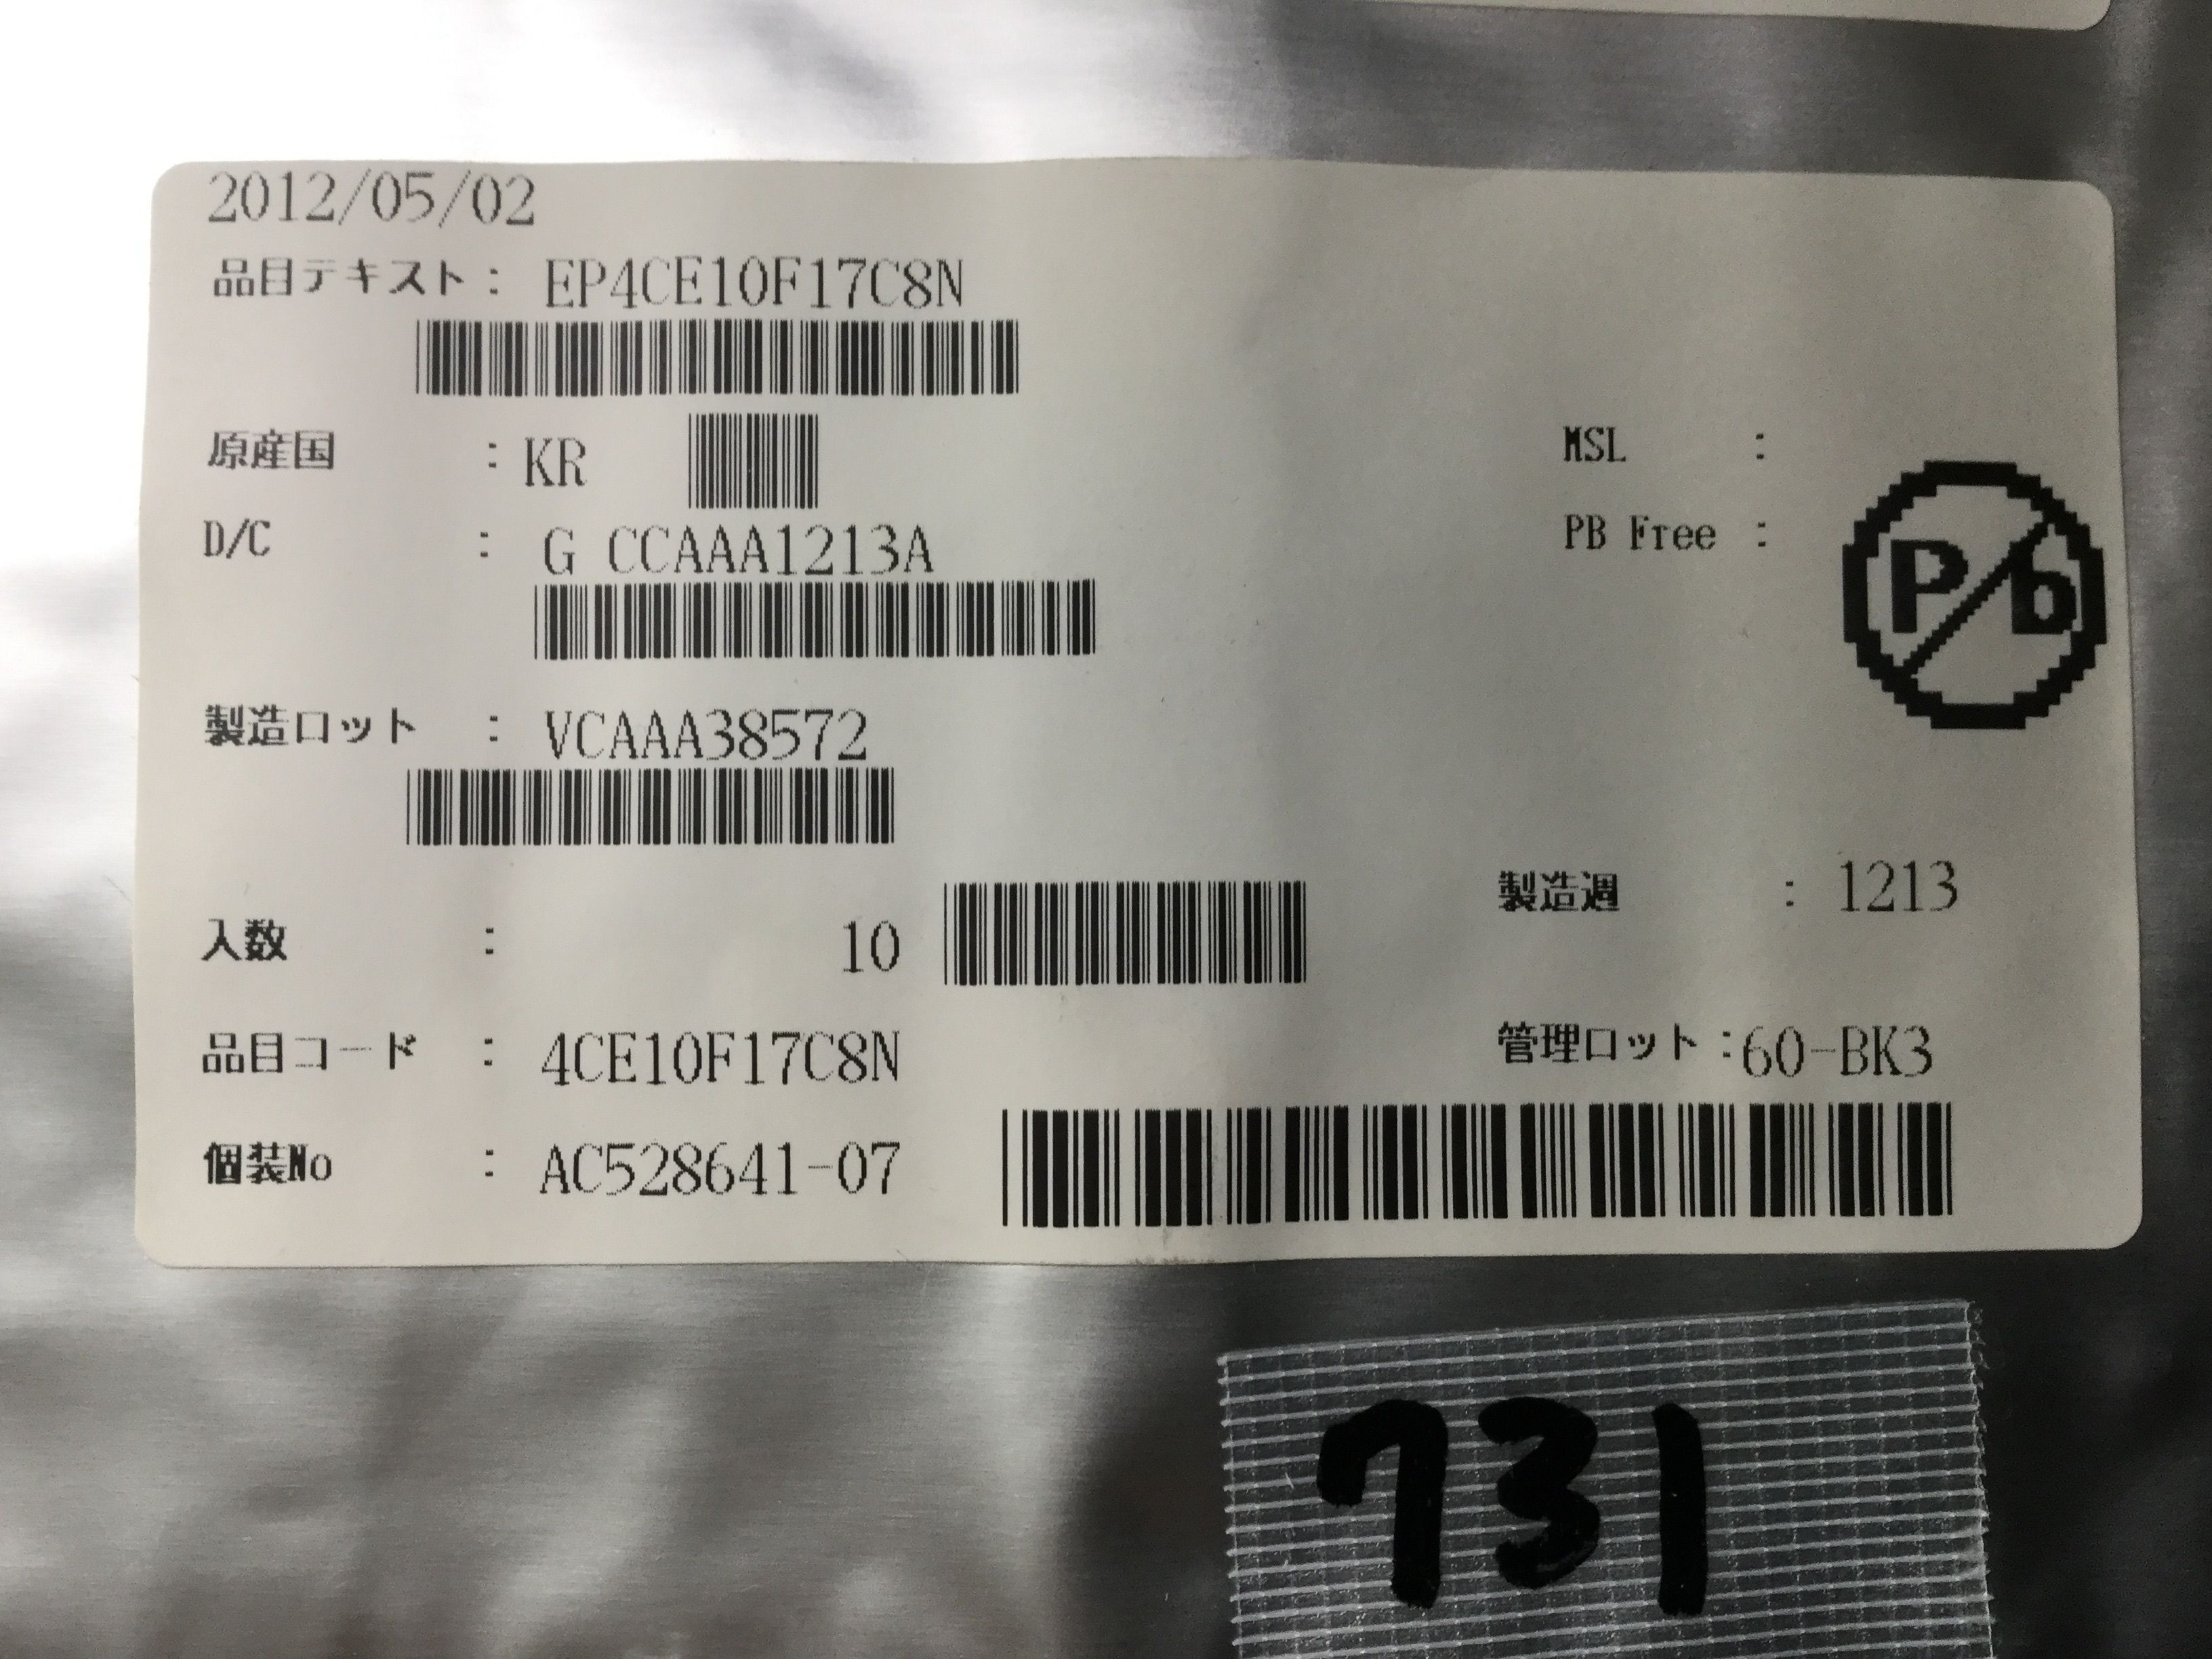 2012/05/02
品目テキスト： EP4CE10F17C8N
原産国 : KR
MSL :
D/C : G CCAAA1213A
PB Free :
Pb
製造ロット : VCAAA38572
製造週 : 1213
入数 : 10
品目コード : 4CE10F17C8N
管理ロット :60-BK3
個装No : AC528641-07
731